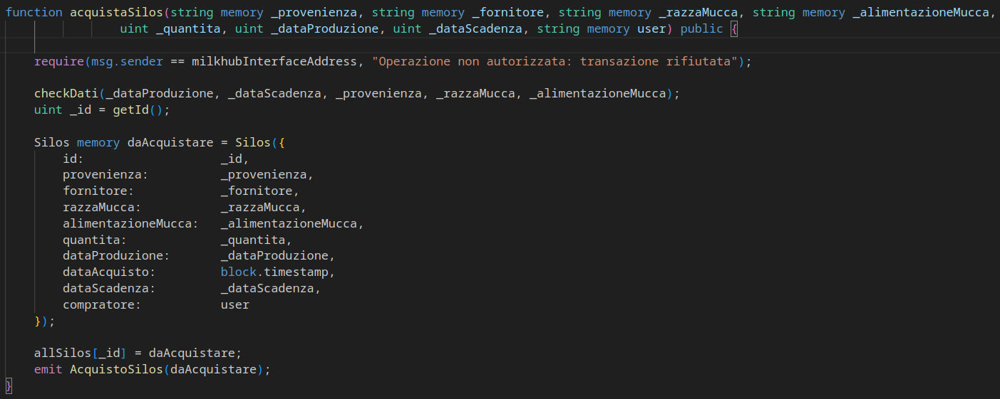 function acquistaSilos(string memory _provenienza, string memory _fornitore, string memory _razzaMucca, string memory _alimentazioneMucca,
uint _quantita, uint _dataProduzione, uint _dataScadenza, string memory user) public {
require(msg.sender == milkhubInterfaceAddress, "Operazione non autorizzata: transazione rifiutata");
checkDati(_dataProduzione, _dataScadenza, _provenienza, _razzaMucca, _alimentazioneMucca);
uint _id = getId();
Silos memory daAcquistare = Silos({
id: _id,
provenienza: _provenienza,
fornitore: _fornitore,
razzaMucca: _razzaMucca,
alimentazioneMucca: _alimentazioneMucca,
quantita: _quantita,
dataProduzione: _dataProduzione,
dataAcquisto: block.timestamp,
dataScadenza: _dataScadenza,
compratore: user
});
allSilos[_id] = daAcquistare;
emit AcquistoSilos(daAcquistare);
}